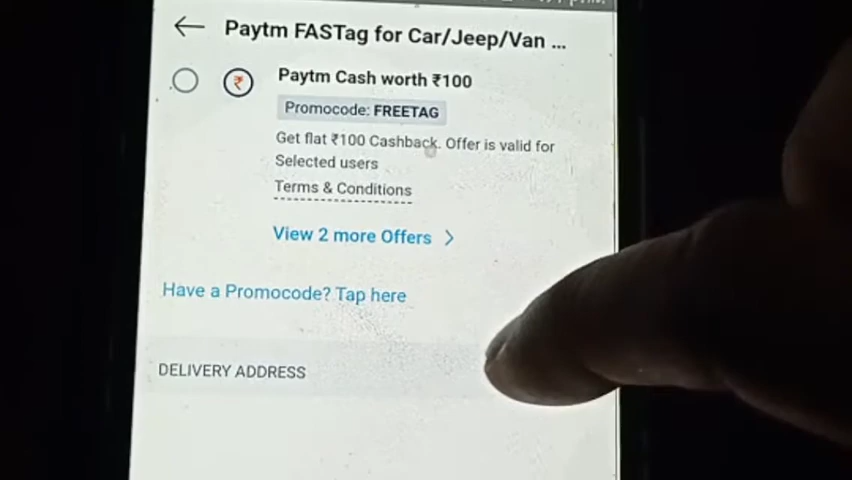 Paytm FASTag for Car/Jeep/Van ...
Paytm Cash worth ₹100
Promocode: FREETAG
Get flat ₹100 Cashback. Offer is valid for
Selected users
Terms & Conditions
View 2 more Offers
Have a Promocode? Tap here
DELIVERY ADDRESS